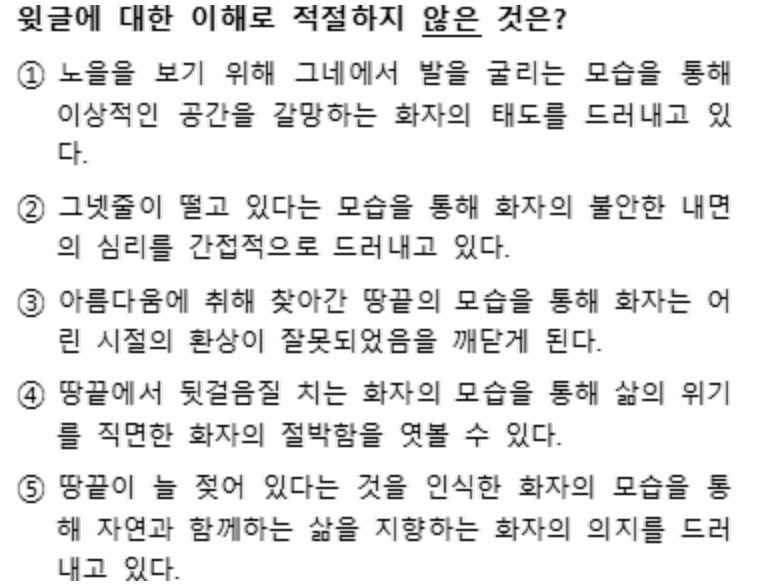 윗글에 대한 이해로 적절하지 않은 것은?
① 노을을 보기 위해 그네에서 발을 굴리는 모습을 통해
이상적인 공간을 갈망하는 화자의 태도를 드러내고 있
다.
② 그넷줄이 떨고 있다는 모습을 통해 화자의 불안한 내면
의 심리를 간접적으로 드러내고 있다.
③ 아름다움에 취해 찾아간 땅끝의 모습을 통해 화자는 어
린 시절의 환상이 잘못되었음을 깨닫게 된다.
④ 땅끝에서 뒷걸음질 치는 화자의 모습을 통해 삶의 위기
를 직면한 화자의 절박함을 엿볼 수 있다.
⑤ 땅끝이 늘 젖어 있다는 것을 인식한 화자의 모습을 통
해 자연과 함께하는 삶을 지향하는 화자의 의지를 드러
내고 있다.